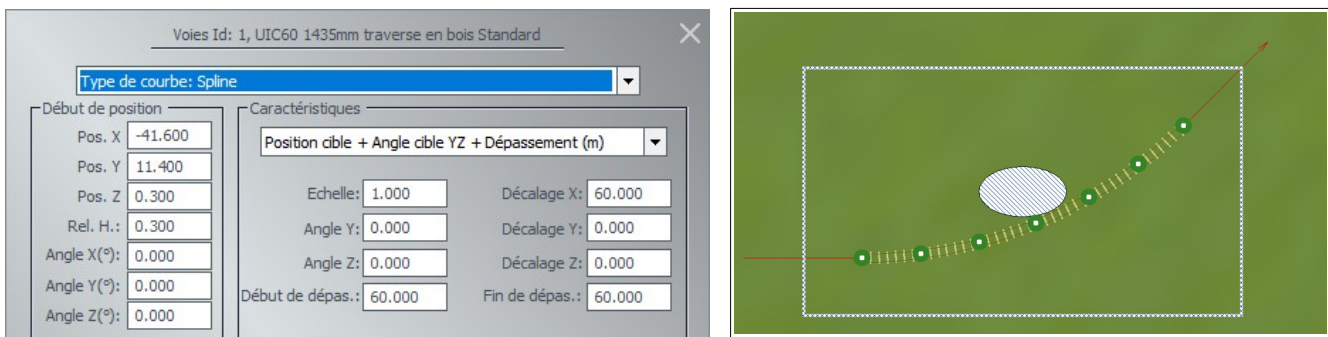 Voies Id: 1, UIC60 1435mm traverse en bois Standard
Type de courbe: Spline
Début de position
Caractéristiques
Pos. X -41.600
Position cible + Angle cible YZ + Dépassement (m)
Pos. Y 11.400
Pos. Z 0.300 Echelle: 1.000 Décalage X: 60.000
Rel. H.: 0.300 Angle Y: 0.000 Décalage Y: 0.000
Angle X(º): 0.000 Angle Z: 0.000 Décalage Z: 0.000
Angle Y(º): 0.000 Début de dépas.: 60.000 Fin de dépas.: 60.000
Angle Z(º): 0.000